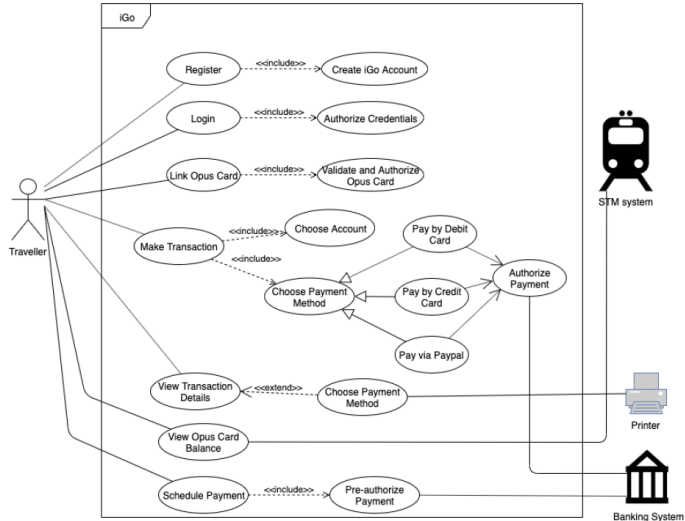 iGo
Register
<<include>>
Create iGo Account
Login
<<include>>
Authorize Credentials
Link Opus Card
<<include>>
Validate and Authorize
Opus Card
STM system
Traveller
Make Transaction
<<include>>
Choose Account
<<include>>
Choose Payment
Method
Pay by Debit
Card
Pay by Credit
Card
Pay via Paypal
Authorize
Payment
View Transaction
Details
<<extend>>
Choose Payment
Method
Printer
View Opus Card
Balance
Schedule Payment
<<include>>
Pre-authorize
Payment
Banking System